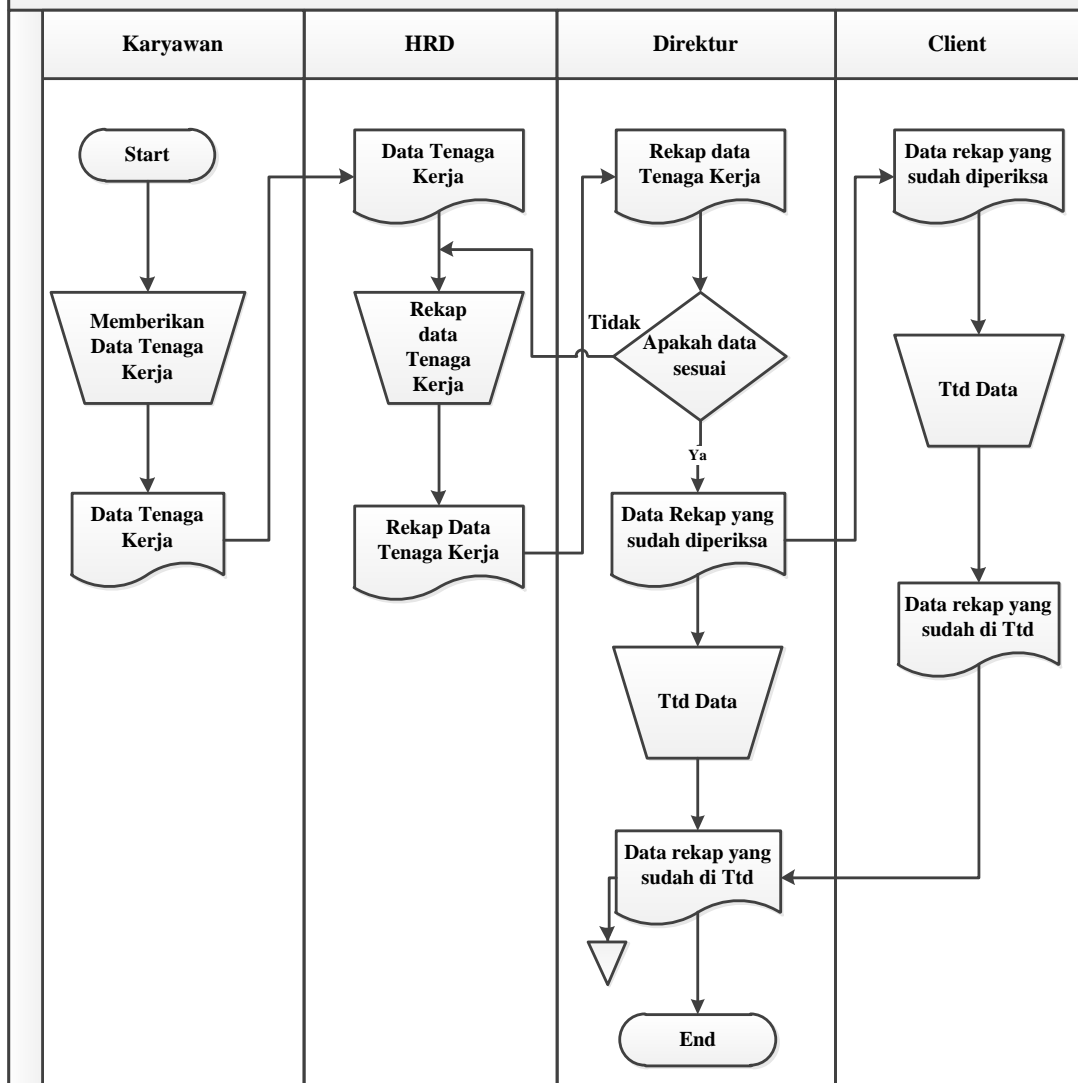 Karyawan
HRD
Direktur
Client
Start
Memberikan
Data Tenaga
Kerja
Data Tenaga
Kerja
Data Tenaga
Kerja
Rekap
data
Tenaga
Kerja
Rekap Data
Tenaga Kerja
Rekap data
Tenaga Kerja
Tidak
Apakah data
sesuai
Ya
Data Rekap yang
sudah diperiksa
Ttd Data
Data rekap yang
sudah di Ttd
End
Data rekap yang
sudah diperiksa
Ttd Data
Data rekap yang
sudah di Ttd